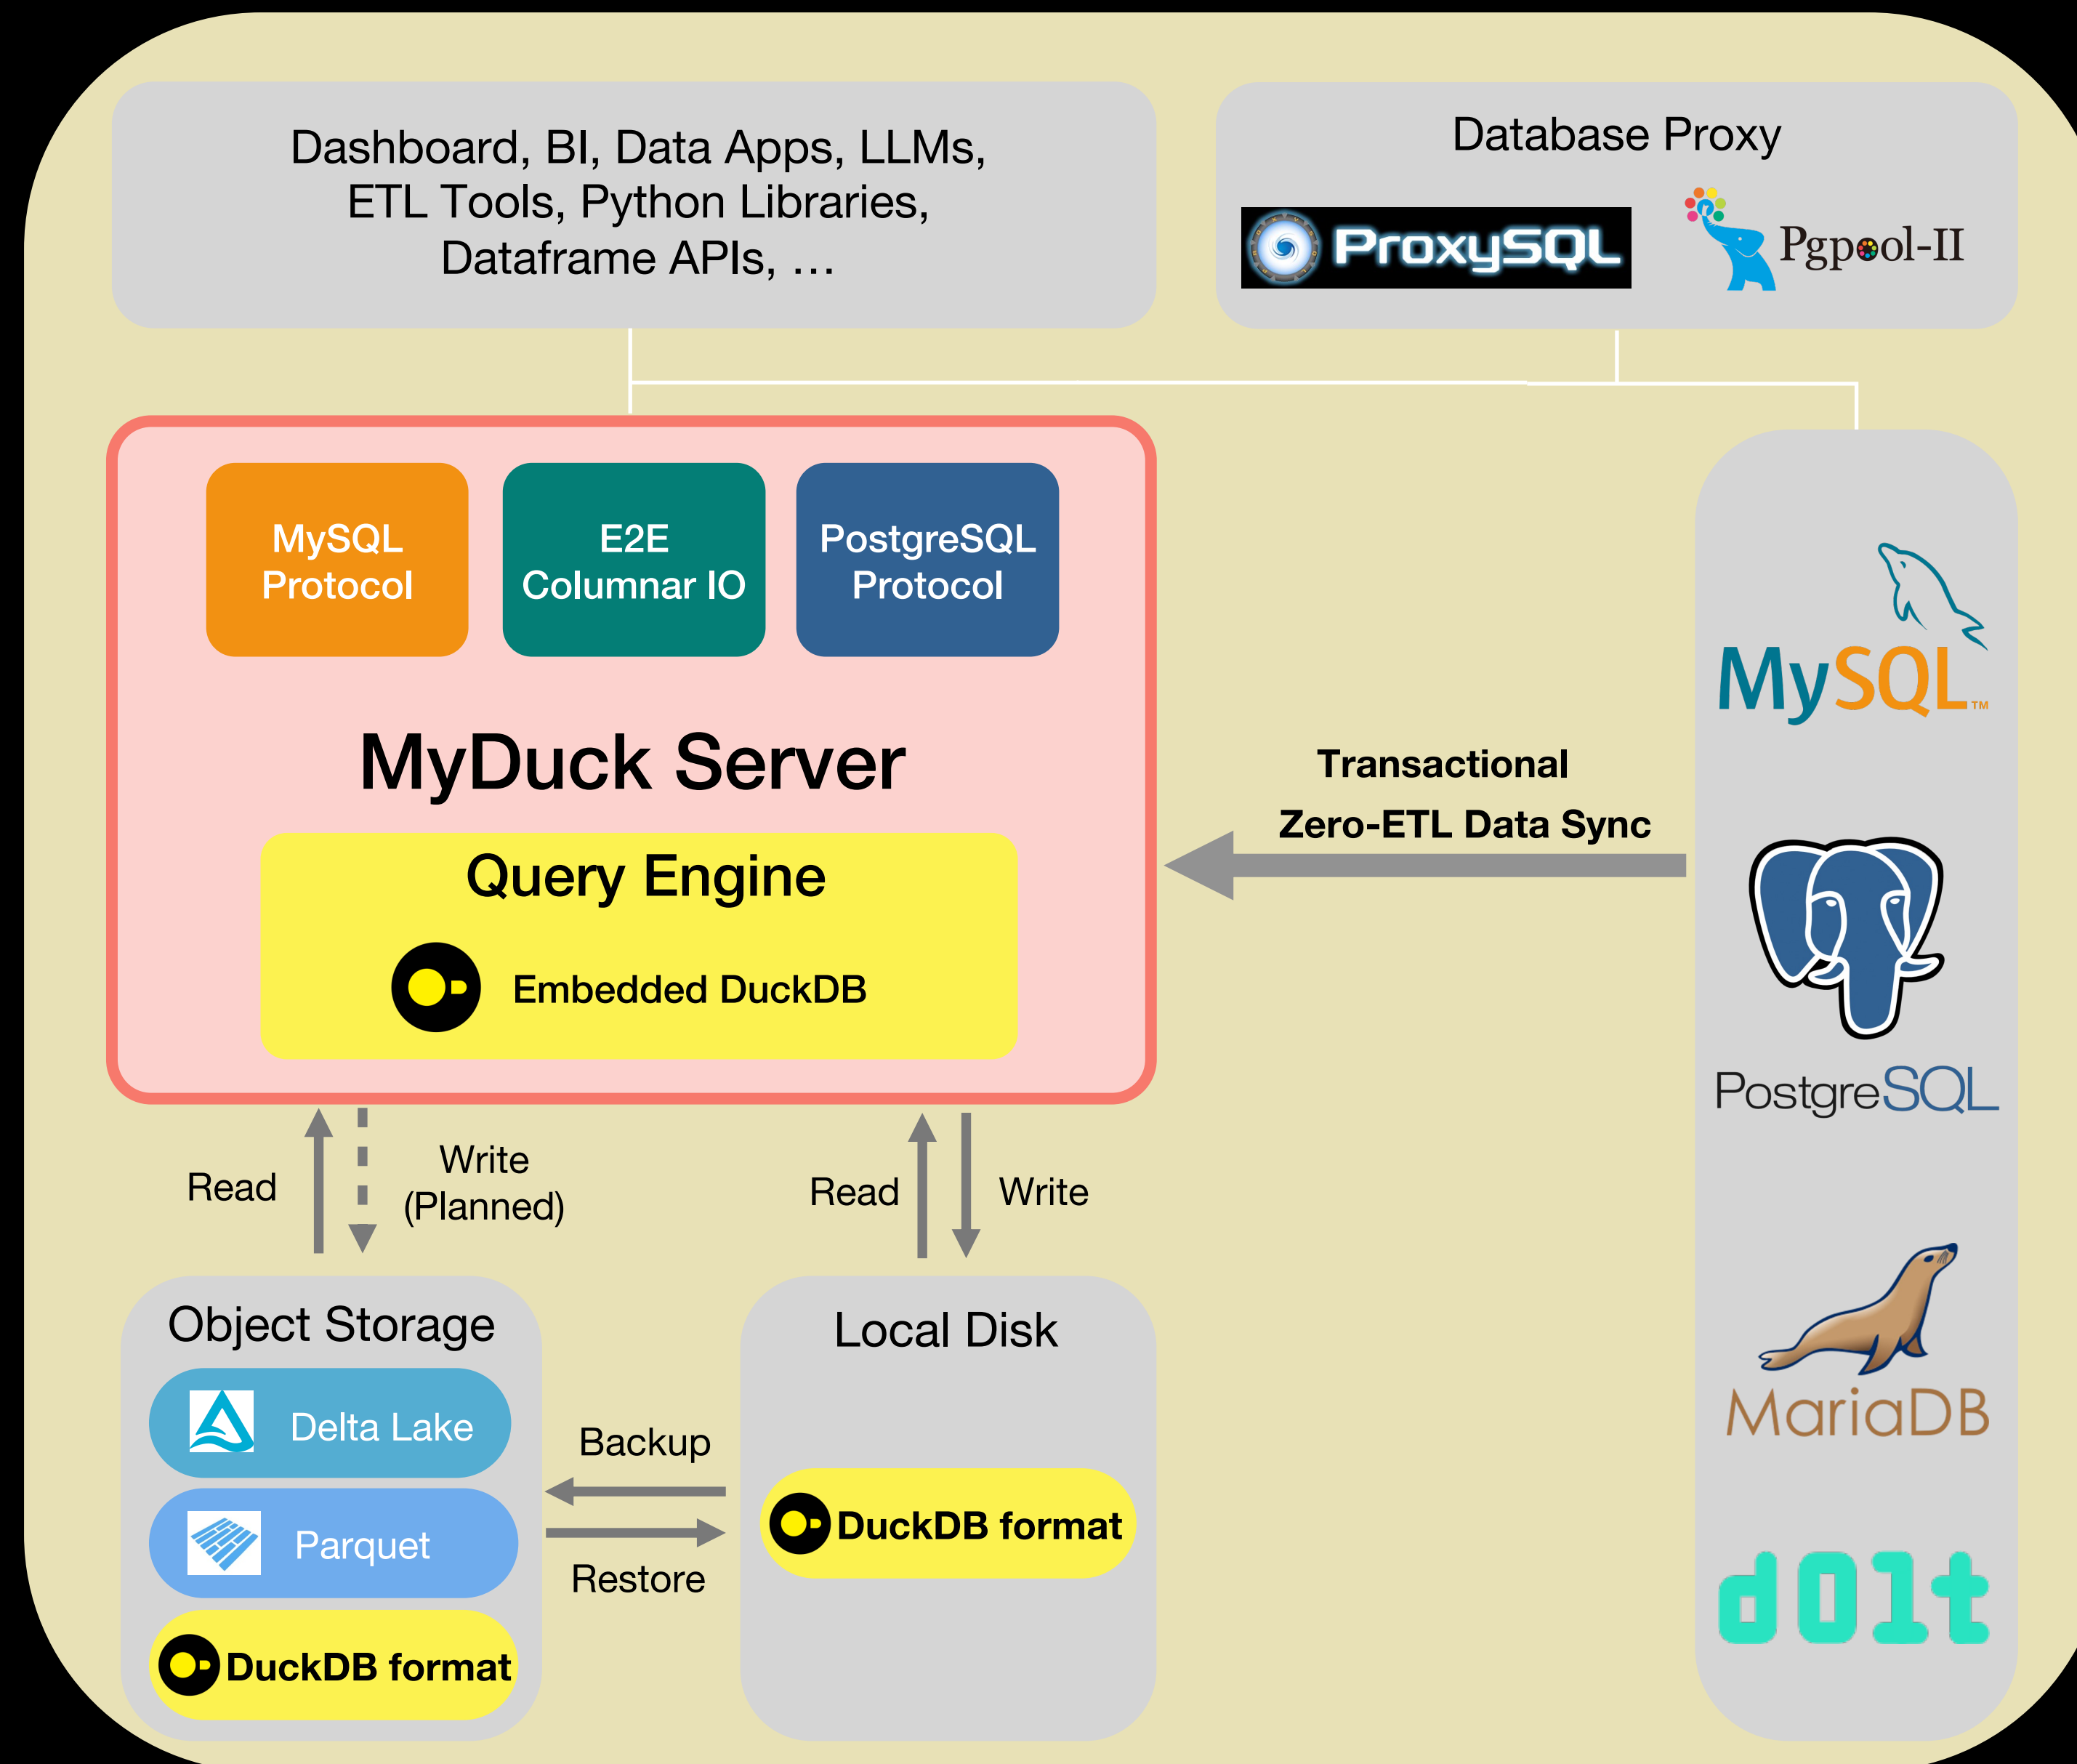 Dashboard, BI, Data Apps, LLMs,
ETL Tools, Python Libraries,
Dataframe APIs, …
Database Proxy
ProxySQL
Pgpool-II
MySQL
Protocol
E2E
Columnar IO
PostgreSQL
Protocol
MyDuck Server
Query Engine
Embedded DuckDB
Transactional
Zero-ETL Data Sync
MySQL™
PostgreSQL
MariaDB
dolt
Read
Write
(Planned)
Read
Write
Object Storage
Delta Lake
Parquet
DuckDB format
Backup
Restore
Local Disk
DuckDB format